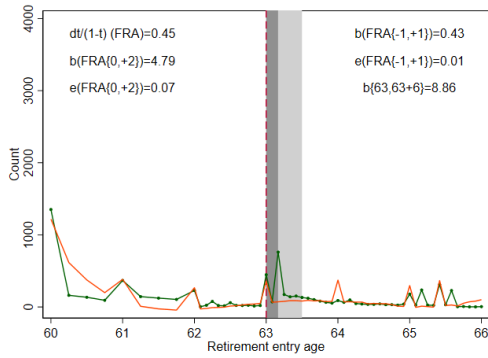 dt/(1-t) (FRA)=0.45
b(FRA{0,+2})=4.79
e(FRA{0,+2})=0.07
b(FRA{-1,+1})=0.43
e(FRA{-1,+1})=0.01
b{63,63+6}=8.86
Count
4000
3000
2000
1000
0
60 61 62 63 64 65 66
Retirement entry age